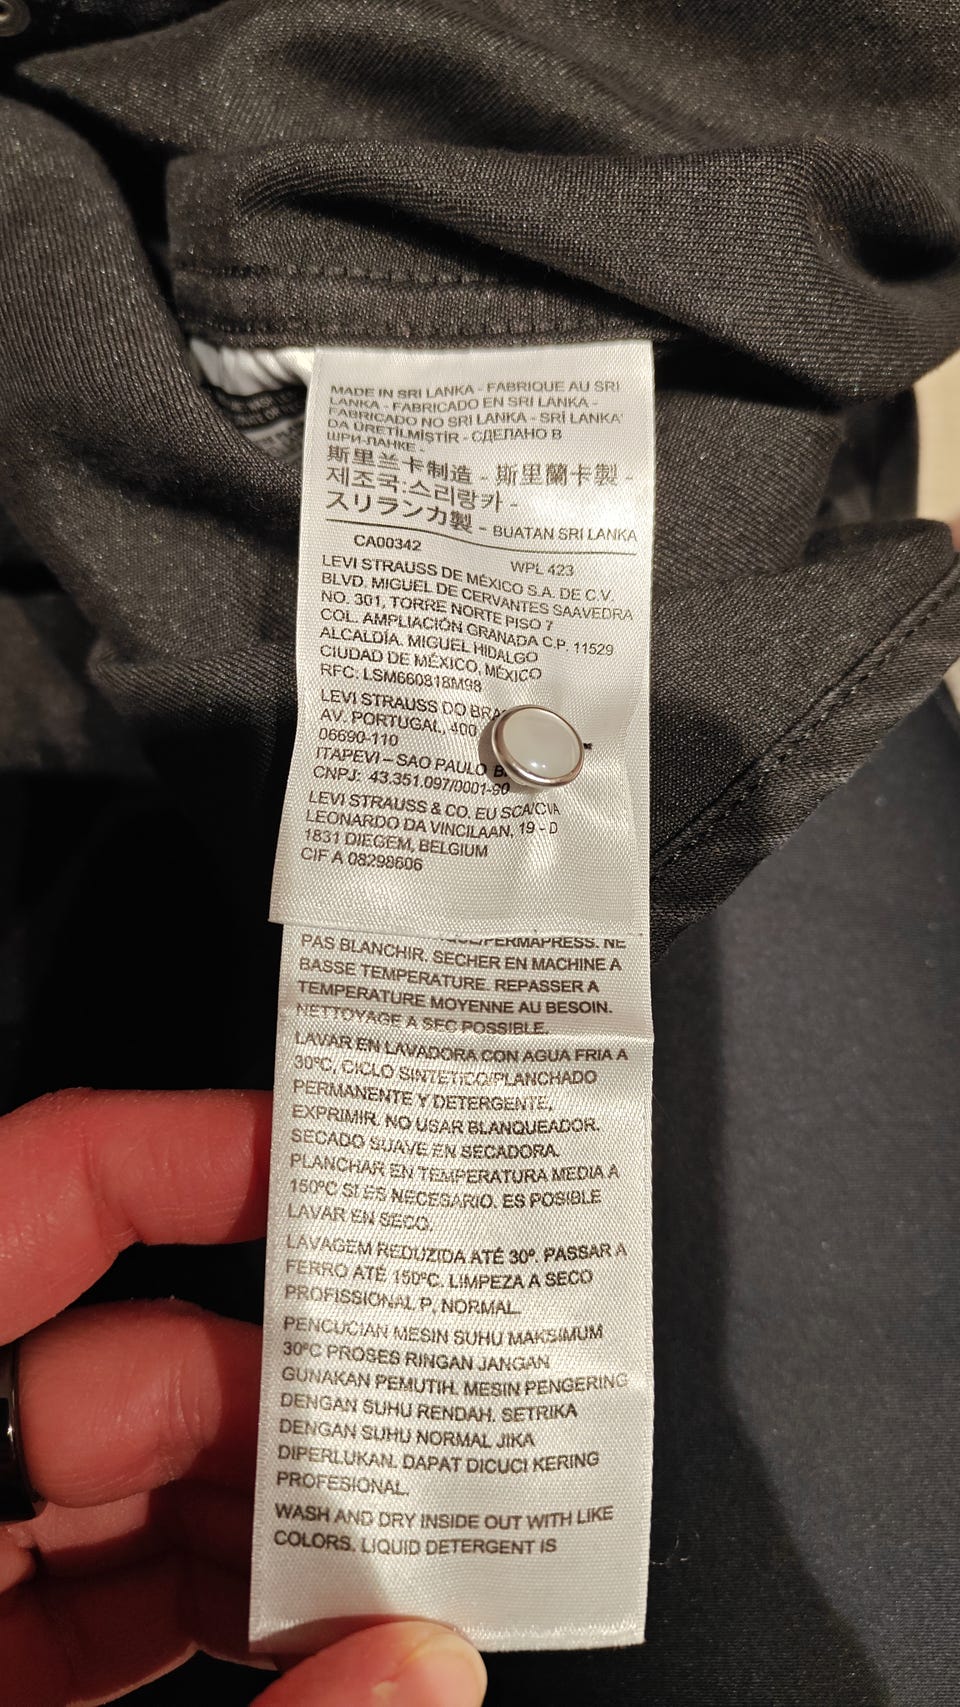 MADE IN SRI LANKA - FABRIQUE AU SRI
LANKA - FABRICADO EN SRI LANKA -
FABRICADO NO SRI LANKA - SRİ LANKA'
DA ÜRETİLMİŞTİR - СДЕЛАНО В
ШРИ-ЛАНКЕ -
斯里兰卡制造 - 斯里蘭卡製 -
제조국:스리랑카 -
スリランカ製 - BUATAN SRI LANKA
CA00342 WPL 423
LEVI STRAUSS DE MÉXICO S.A. DE C.V.
BLVD. MIGUEL DE CERVANTES SAAVEDRA
NO. 301, TORRE NORTE PISO 7
COL. AMPLIACIÓN GRANADA C.P. 11529
ALCALDÍA. MIGUEL HIDALGO
CIUDAD DE MÉXICO, MÉXICO
RFC: LSM660818M98
LEVI STRAUSS DO BRA
AV. PORTUGAL, 400
06690-110
ITAPEVI – SAO PAULO
CNPJ: 43.351.097/0001-90
LEVI STRAUSS & CO. EU SCA/CVA
LEONARDO DA VINCILAAN, 19 - D
1831 DIEGEM, BELGIUM
CIF A 08298606
PERMAPRESS. NE
PAS BLANCHIR. SECHER EN MACHINE A
BASSE TEMPERATURE. REPASSER A
TEMPERATURE MOYENNE AU BESOIN.
NETTOYAGE A SEC POSSIBLE.
LAVAR EN LAVADORA CON AGUA FRIA A
30ºC, CICLO SINTETICO/PLANCHADO
PERMANENTE Y DETERGENTE,
EXPRIMIR. NO USAR BLANQUEADOR.
SECADO SUAVE EN SECADORA.
PLANCHAR EN TEMPERATURA MEDIA A
150ºC SI ES NECESARIO. ES POSIBLE
LAVAR EN SECO.
LAVAGEM REDUZIDA ATÉ 30º. PASSAR A
FERRO ATÉ 150ºC. LIMPEZA A SECO
PROFISSIONAL P, NORMAL.
PENCUCIAN MESIN SUHU MAKSIMUM
30ºC PROSES RINGAN JANGAN
GUNAKAN PEMUTIH. MESIN PENGERING
DENGAN SUHU RENDAH. SETRIKA
DENGAN SUHU NORMAL JIKA
DIPERLUKAN. DAPAT DICUCI KERING
PROFESIONAL.
WASH AND DRY INSIDE OUT WITH LIKE
COLORS. LIQUID DETERGENT IS